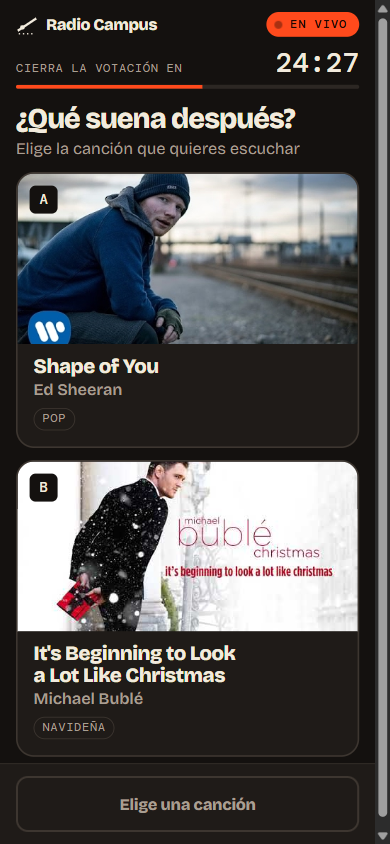 Radio Campus
EN VIVO
CIERRA LA VOTACIÓN EN
24:27
¿Qué suena después?
Elige la canción que quieres escuchar
A
Shape of You
Ed Sheeran
POP
B
michael
bublé
christmas
it's beginning to look a lot like christmas
It's Beginning to Look
a Lot Like Christmas
Michael Bublé
NAVIDEÑA
Elige una canción